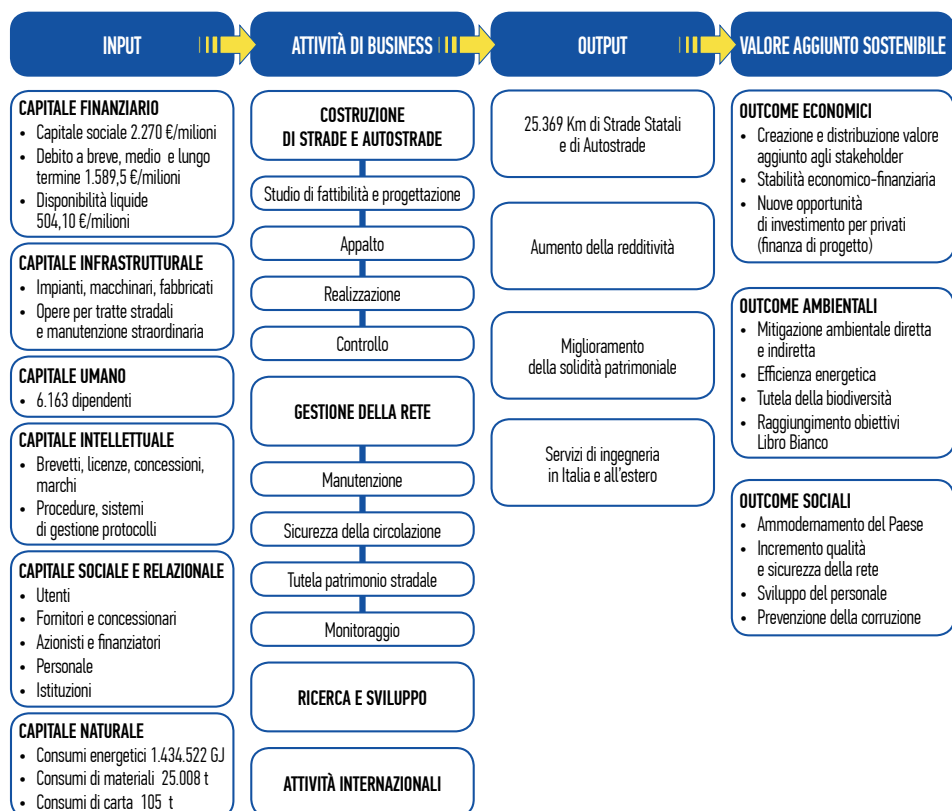 INPUT
ATTIVITÀ DI BUSINESS
OUTPUT
VALORE AGGIUNTO SOSTENIBILE
CAPITALE FINANZIARIO
• Capitale sociale 2.270 €/milioni
• Debito a breve, medio e lungo
termine 1.589,5 €/milioni
• Disponibilità liquide
504,10 €/milioni
CAPITALE INFRASTRUTTURALE
• Impianti, macchinari, fabbricati
• Opere per tratte stradali
e manutenzione straordinaria
CAPITALE UMANO
• 6.163 dipendenti
CAPITALE INTELLETTUALE
• Brevetti, licenze, concessioni,
marchi
• Procedure, sistemi
di gestione protocolli
CAPITALE SOCIALE E RELAZIONALE
• Utenti
• Fornitori e concessionari
• Azionisti e finanziatori
• Personale
• Istituzioni
CAPITALE NATURALE
• Consumi energetici 1.434.522 GJ
• Consumi di materiali 25.008 t
• Consumi di carta 105 t
COSTRUZIONE
DI STRADE E AUTOSTRADE
Studio di fattibilità e progettazione
Appalto
Realizzazione
Controllo
GESTIONE DELLA RETE
Manutenzione
Sicurezza della circolazione
Tutela patrimonio stradale
Monitoraggio
RICERCA E SVILUPPO
ATTIVITÀ INTERNAZIONALI
25.369 Km di Strade Statali
e di Autostrade
Aumento della redditività
Miglioramento
della solidità patrimoniale
Servizi di ingegneria
in Italia e all'estero
OUTCOME ECONOMICI
• Creazione e distribuzione valore
aggiunto agli stakeholder
• Stabilità economico-finanziaria
• Nuove opportunità
di investimento per privati
(finanza di progetto)
OUTCOME AMBIENTALI
• Mitigazione ambientale diretta
e indiretta
• Efficienza energetica
• Tutela della biodiversità
• Raggiungimento obiettivi
Libro Bianco
OUTCOME SOCIALI
• Ammodernamento del Paese
• Incremento qualità
e sicurezza della rete
• Sviluppo del personale
• Prevenzione della corruzione